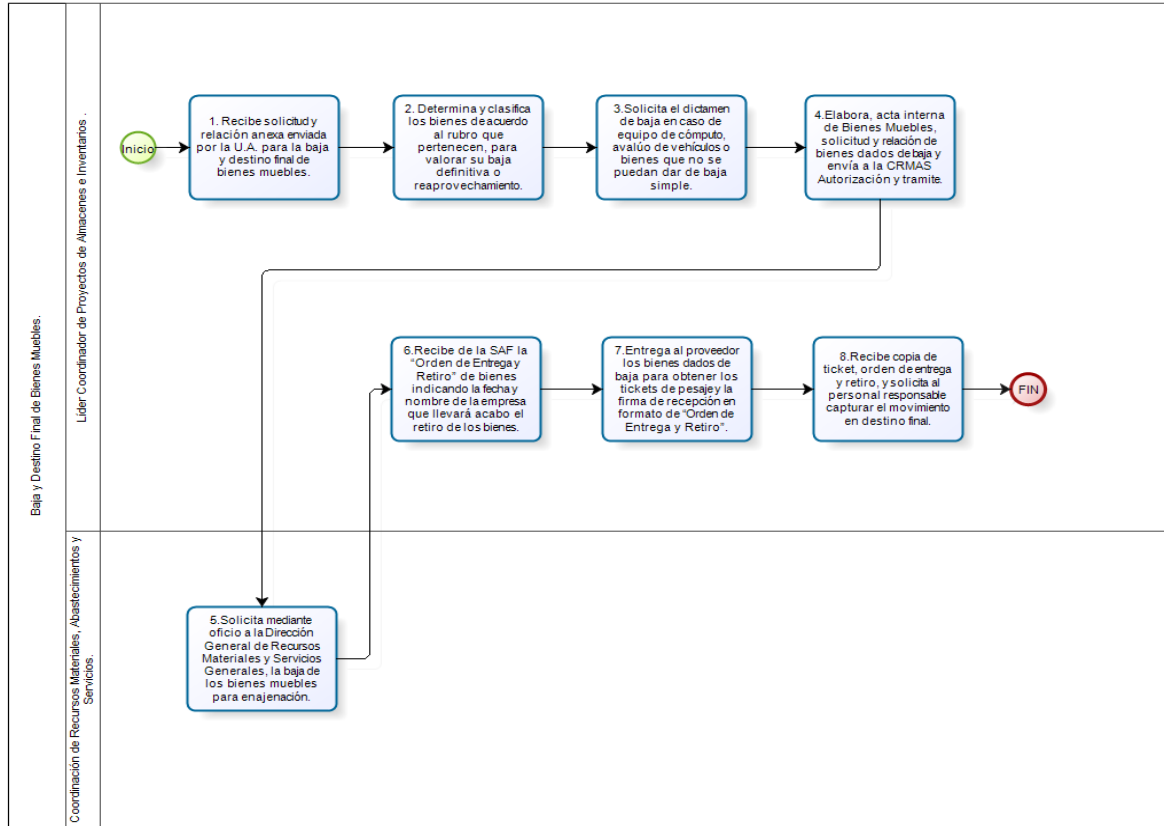 Baja y Destino Final de Bienes Muebles.
Líder Coordinador de Proyectos de Almacenes e Inventarios .
Inicio
1. Recibe solicitud y
relación anexa enviada
por la U.A. para la baja
y destino final de
bienes muebles.
2. Determina y clasifica
los bienes de acuerdo
al rubro que
pertenecen, para
valorar su baja
definitiva o
reaprovechamiento.
3.Solicita el dictamen
de baja en caso de
equipo de cómputo,
avalúo de vehículos o
bienes que no se
puedan dar de baja
simple.
4.Elabora, acta interna
de Bienes Muebles,
solicitud y relación de
bienes dados de baja y
envía a la CRMAS
Autorización y tramite.
6.Recibe de la SAF la
“Orden de Entrega y
Retiro” de bienes
indicando la fecha y
nombre de la empresa
que llevará acabo el
retiro de los bienes.
7.Entrega al proveedor
los bienes dados de
baja para obtener los
tickets de pesaje y la
firma de recepción en
formato de “Orden de
Entrega y Retiro”.
8.Recibe copia de
ticket, orden de entrega
y retiro, y solicita al
personal responsable
capturar el movimiento
en destino final.
FIN
Coordinación de Recursos Materiales, Abastecimientos y
Servicios.
5.Solicita mediante
oficio a la Dirección
General de Recursos
Materiales y Servicios
Generales, la baja de
los bienes muebles
para enajenación.